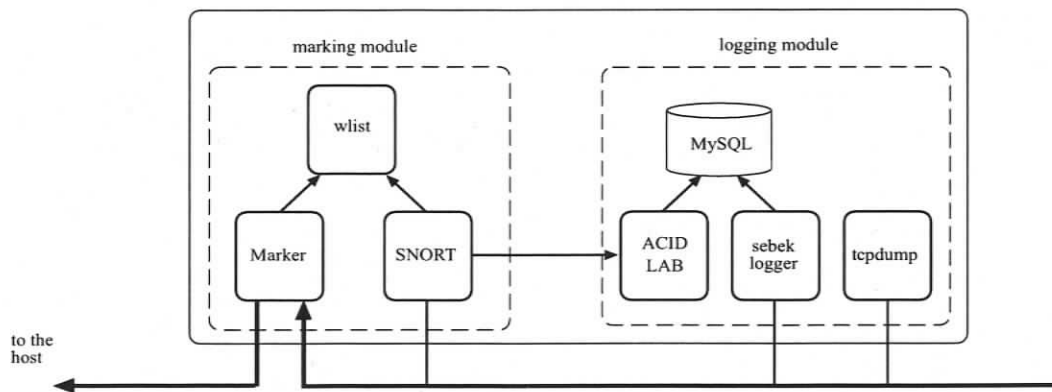 marking module
logging module
wlist
MySQL
Marker
SNORT
ACID
LAB
sebek
logger
tcpdump
to the
host